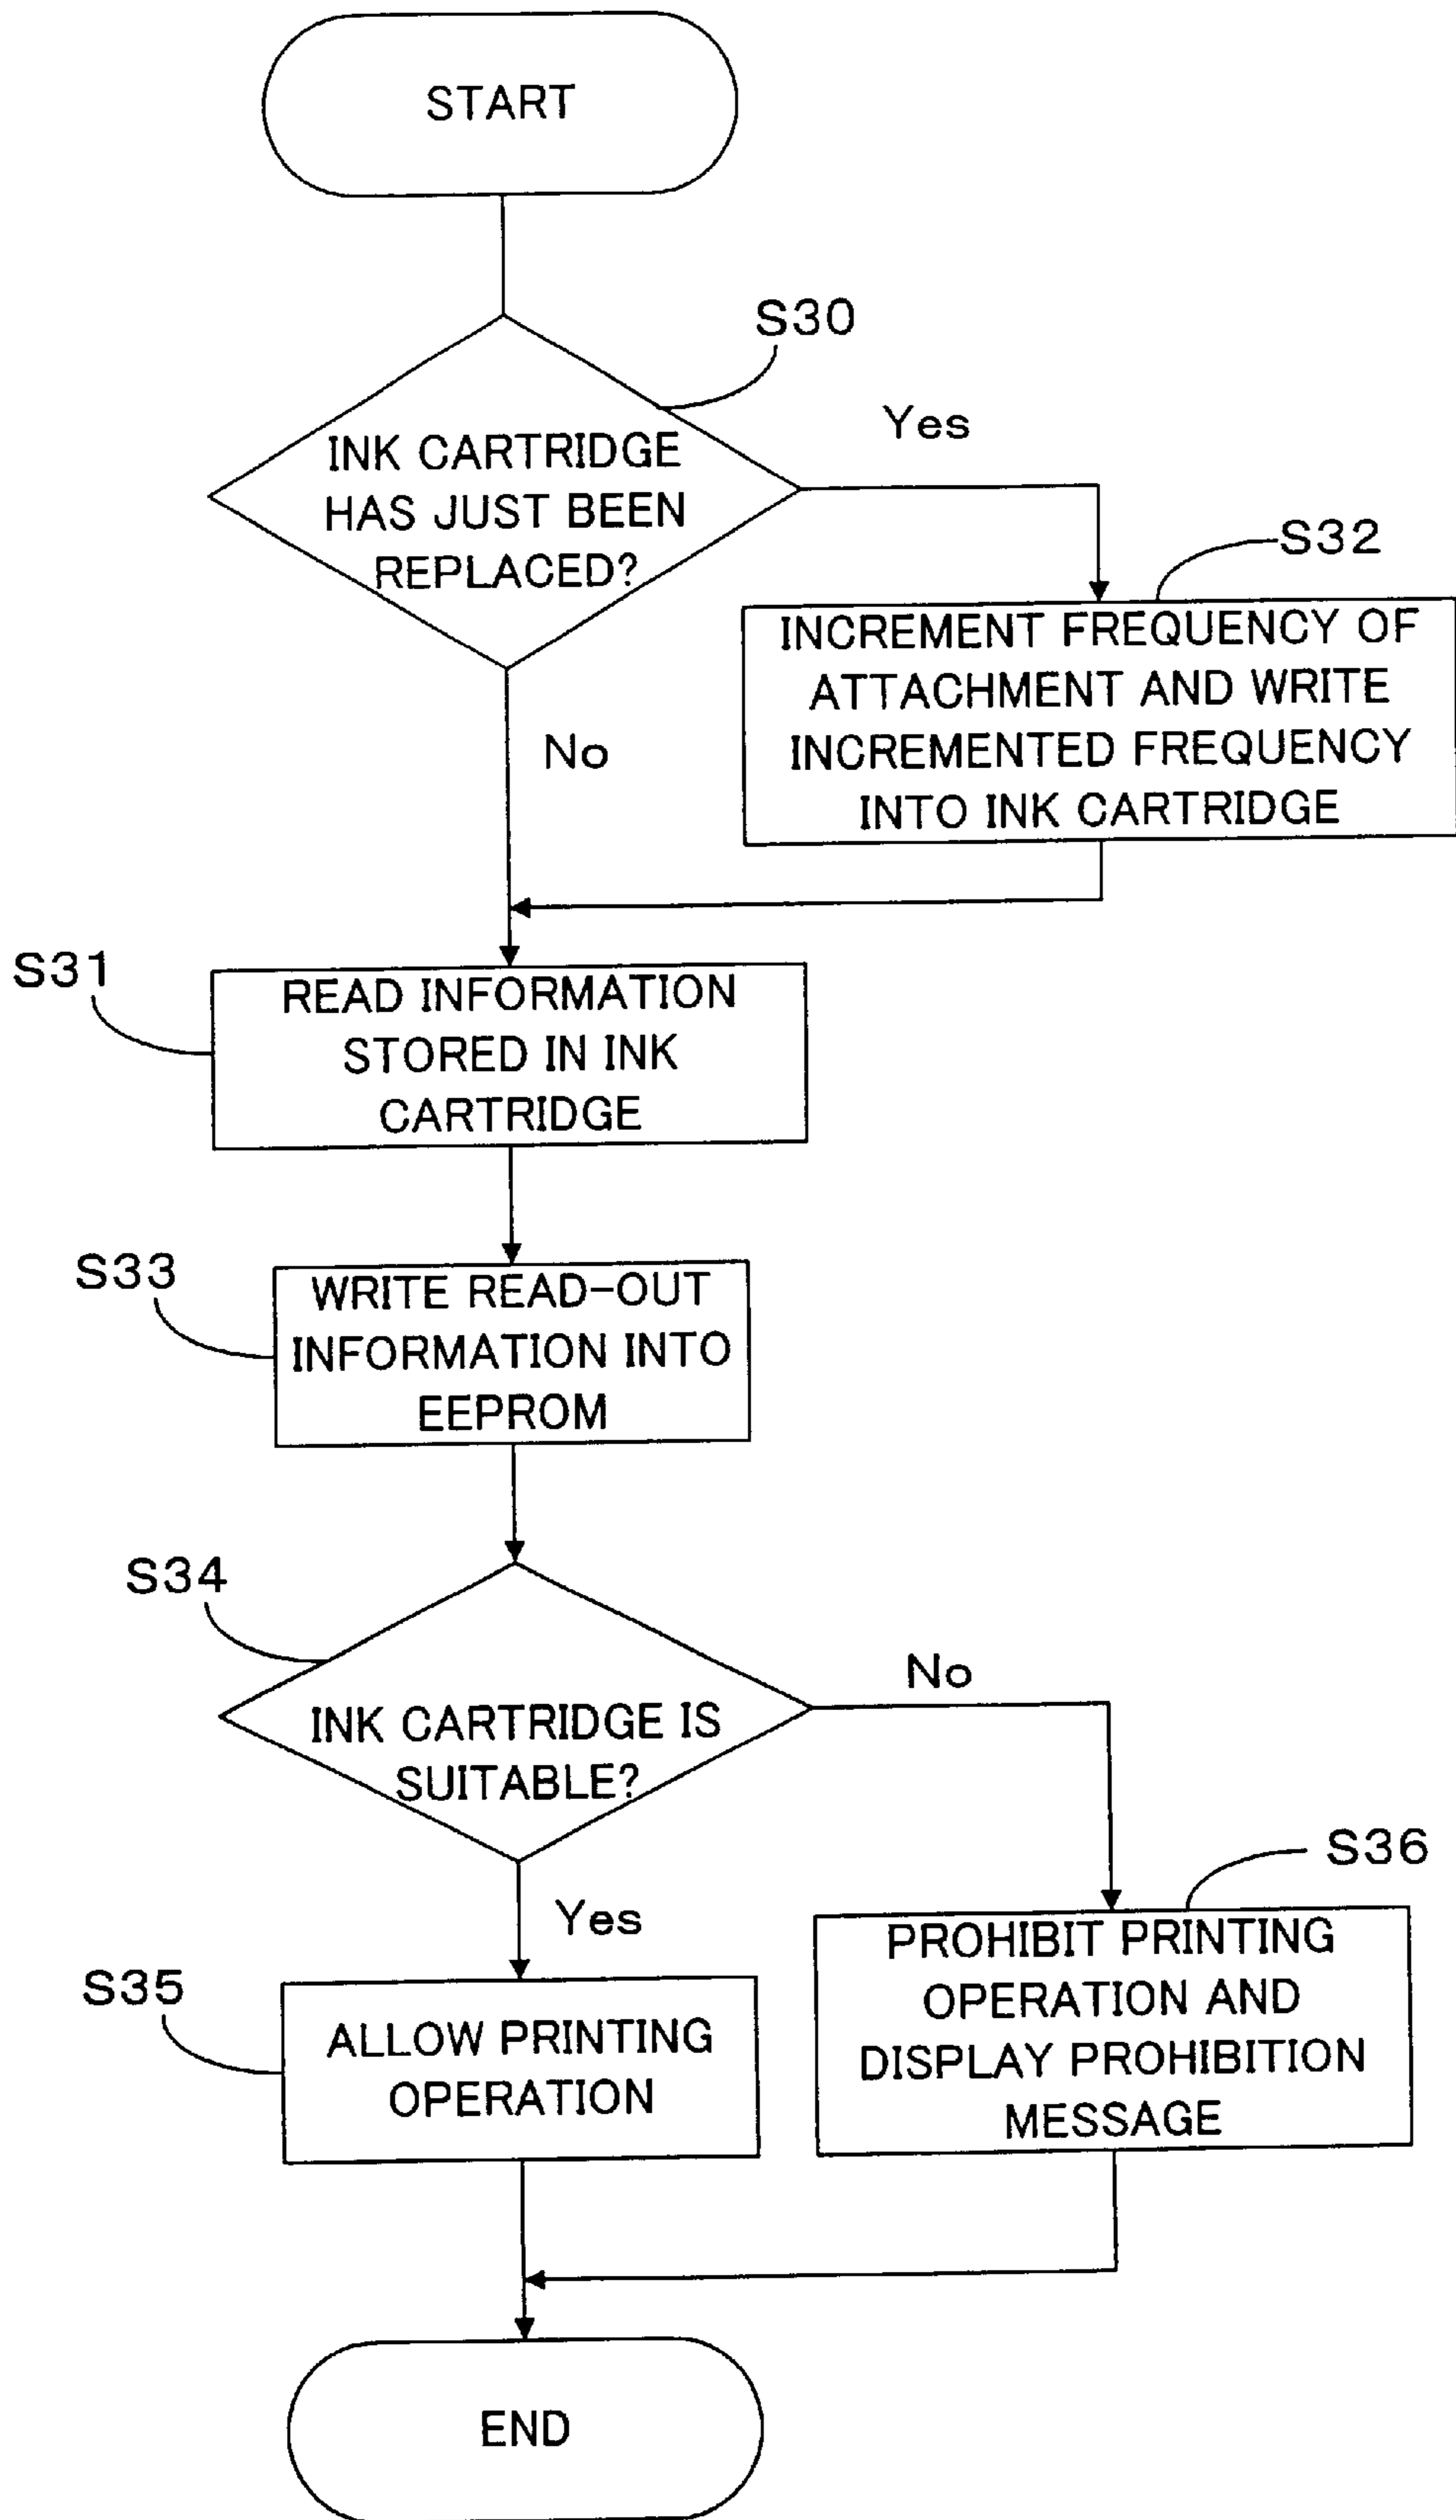 START
S30
INK CARTRIDGE
HAS JUST BEEN
REPLACED?
Yes
S32
INCREMENT FREQUENCY OF
ATTACHMENT AND WRITE
INCREMENTED FREQUENCY
INTO INK CARTRIDGE
No
S31
READ INFORMATION
STORED IN INK
CARTRIDGE
S33
WRITE READ-OUT
INFORMATION INTO
EEPROM
S34
INK CARTRIDGE IS
SUITABLE?
No
S36
PROHIBIT PRINTING
OPERATION AND
DISPLAY PROHIBITION
MESSAGE
Yes
S35
ALLOW PRINTING
OPERATION
END